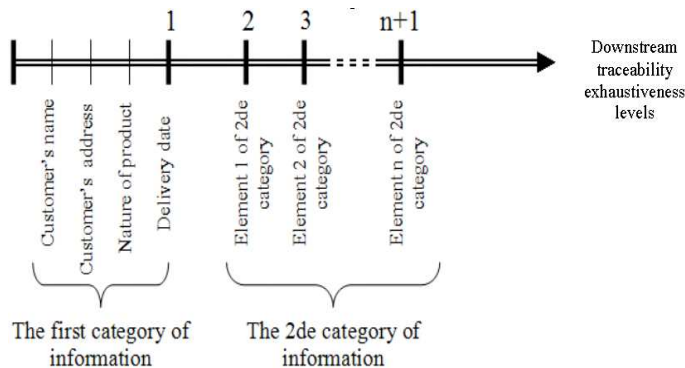 1 2 3 n+1
Downstream
traceability
exhaustiveness
levels
Customer's name
Customer's address
Nature of product
Delivery date
Element 1 of 2de
category
Element 2 of 2de
category
Element n of 2de
category
The first category of
information
The 2de category of
information